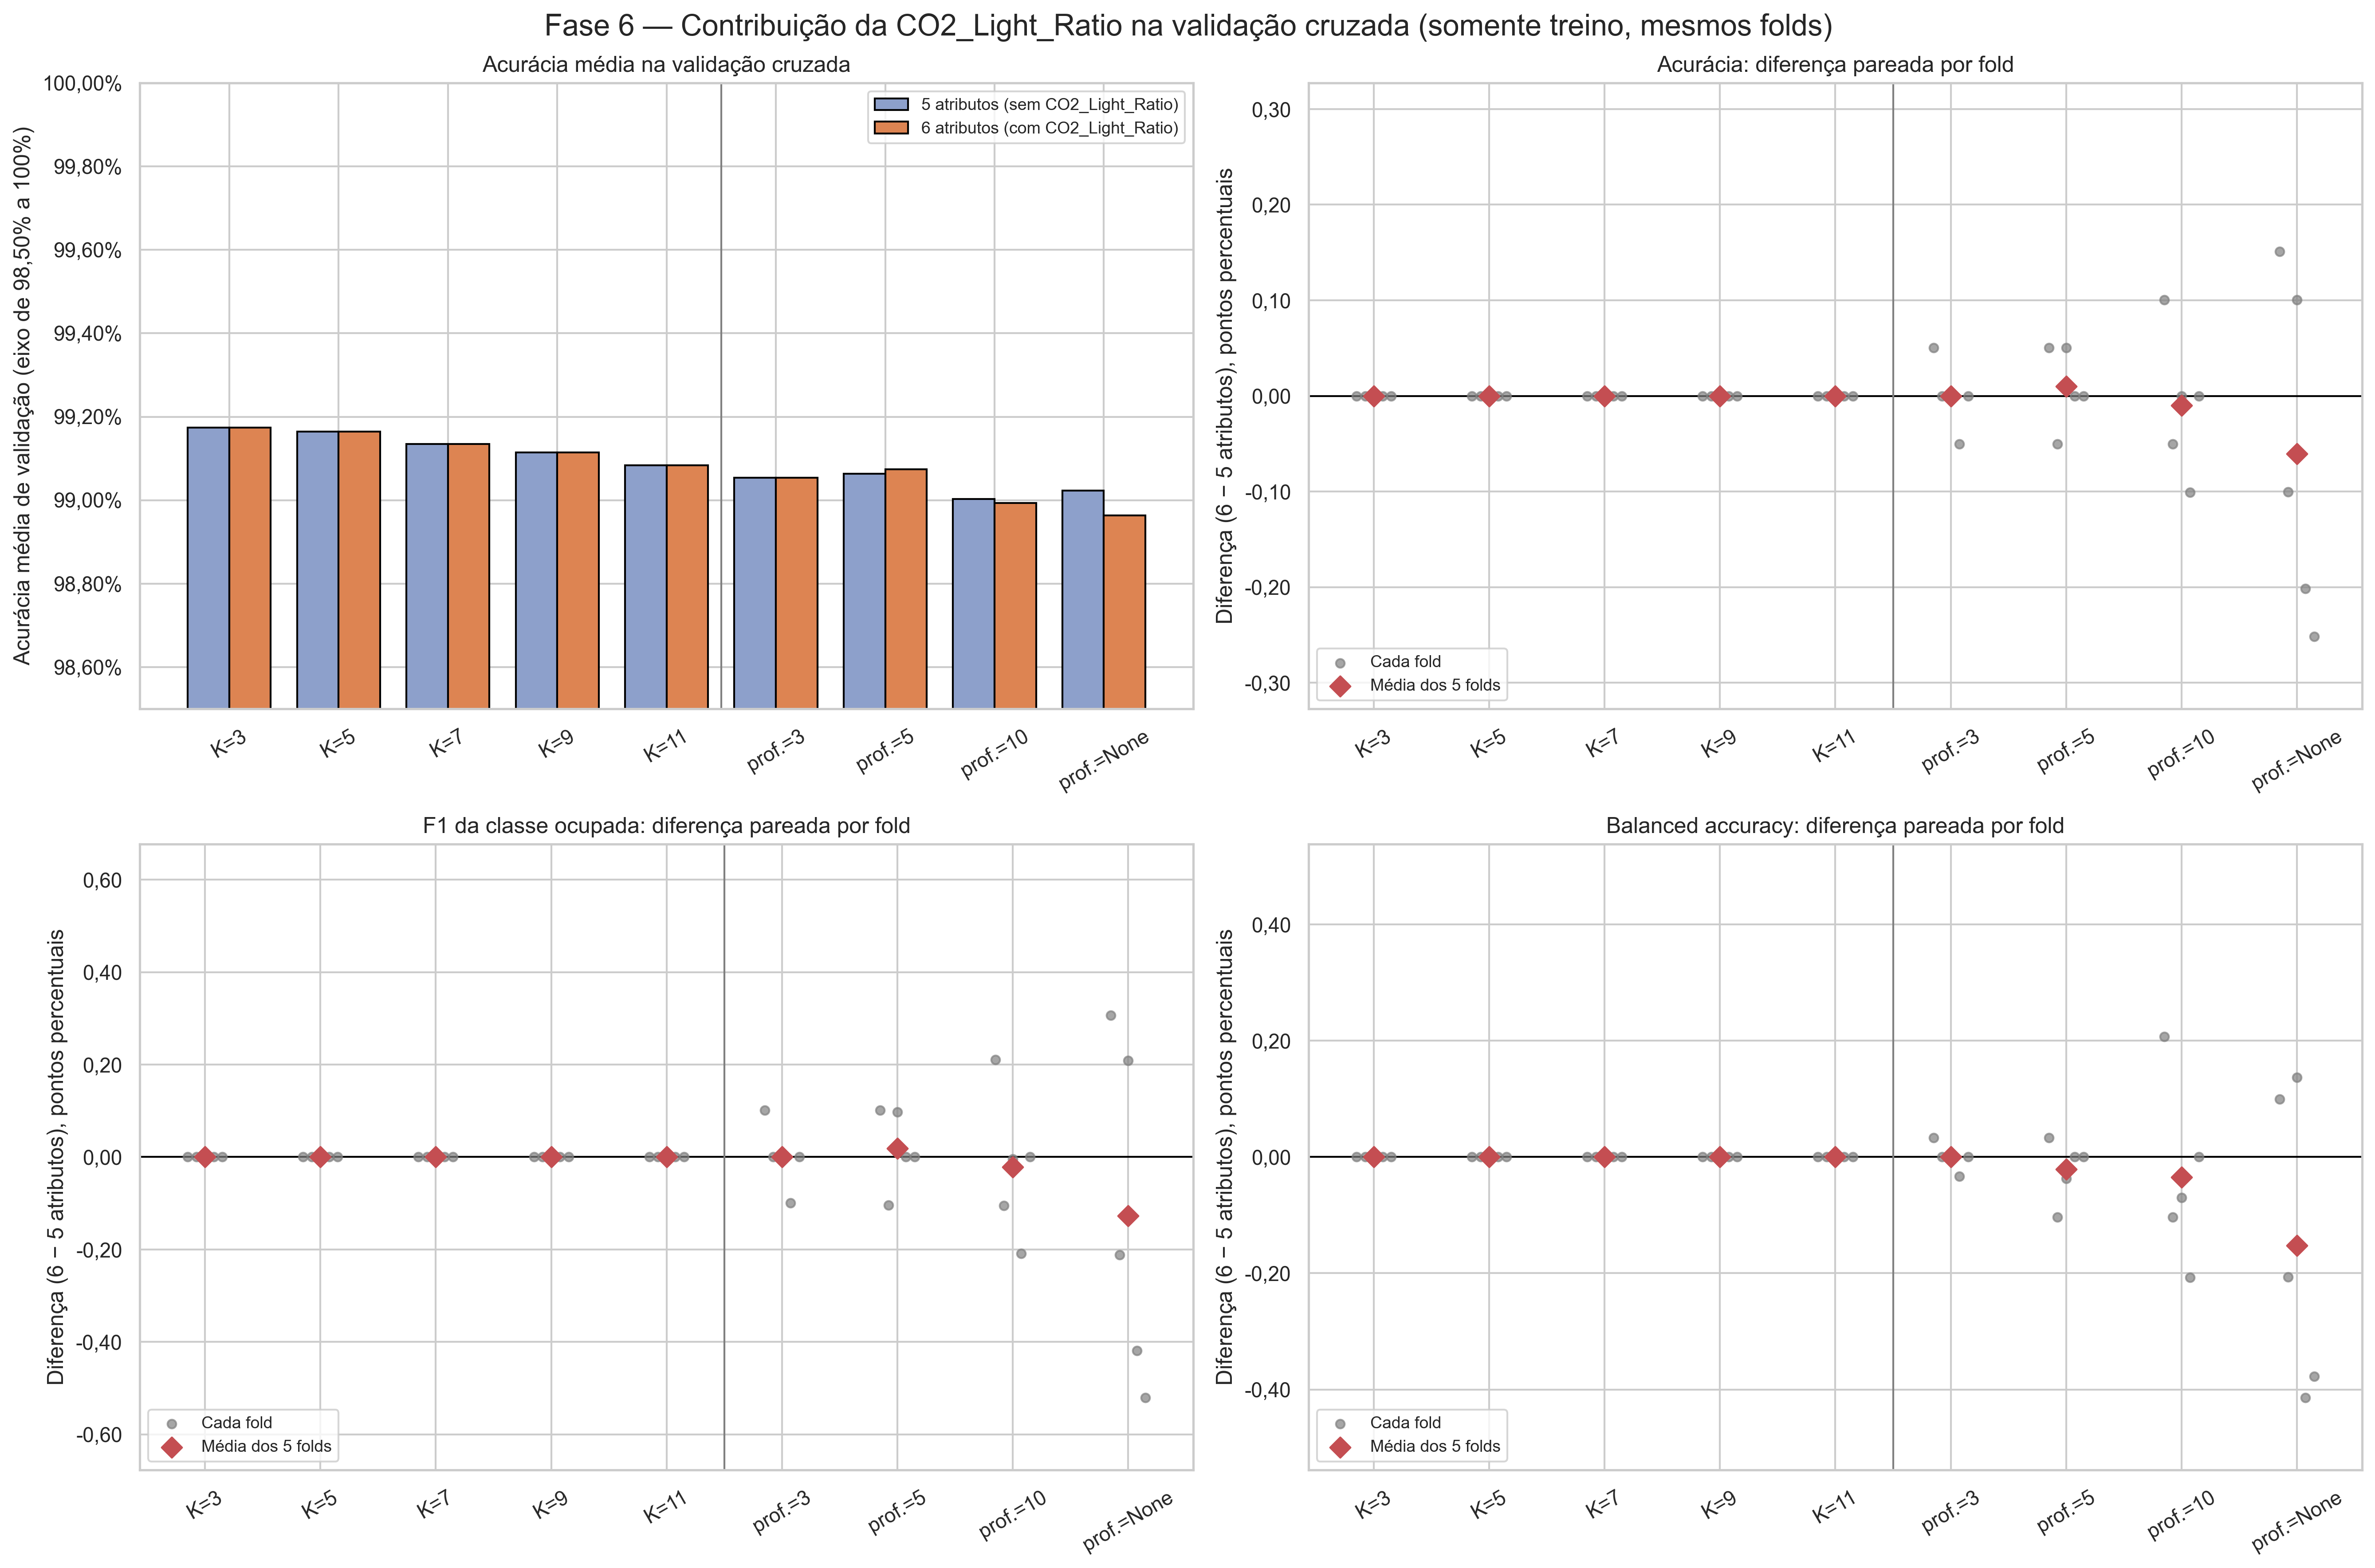 Fase 6 — Contribuição da CO2_Light_Ratio na validação cruzada (somente treino, mesmos folds)
Acurácia média na validação cruzada
Acurácia média de validação (eixo de 98,50% a 100%)
100,00%
99,80%
99,60%
99,40%
99,20%
99,00%
98,80%
98,60%
5 atributos (sem CO2_Light_Ratio)
6 atributos (com CO2_Light_Ratio)
K=3
K=5
K=7
K=9
K=11
prof.=3
prof.=5
prof.=10
prof.=None
Acurácia: diferença pareada por fold
Diferença (6 − 5 atributos), pontos percentuais
0,30
0,20
0,10
0,00
-0,10
-0,20
-0,30
Cada fold
Média dos 5 folds
K=3
K=5
K=7
K=9
K=11
prof.=3
prof.=5
prof.=10
prof.=None
F1 da classe ocupada: diferença pareada por fold
Diferença (6 − 5 atributos), pontos percentuais
0,60
0,40
0,20
0,00
-0,20
-0,40
-0,60
Cada fold
Média dos 5 folds
K=3
K=5
K=7
K=9
K=11
prof.=3
prof.=5
prof.=10
prof.=None
Balanced accuracy: diferença pareada por fold
Diferença (6 − 5 atributos), pontos percentuais
0,40
0,20
0,00
-0,20
-0,40
Cada fold
Média dos 5 folds
K=3
K=5
K=7
K=9
K=11
prof.=3
prof.=5
prof.=10
prof.=None